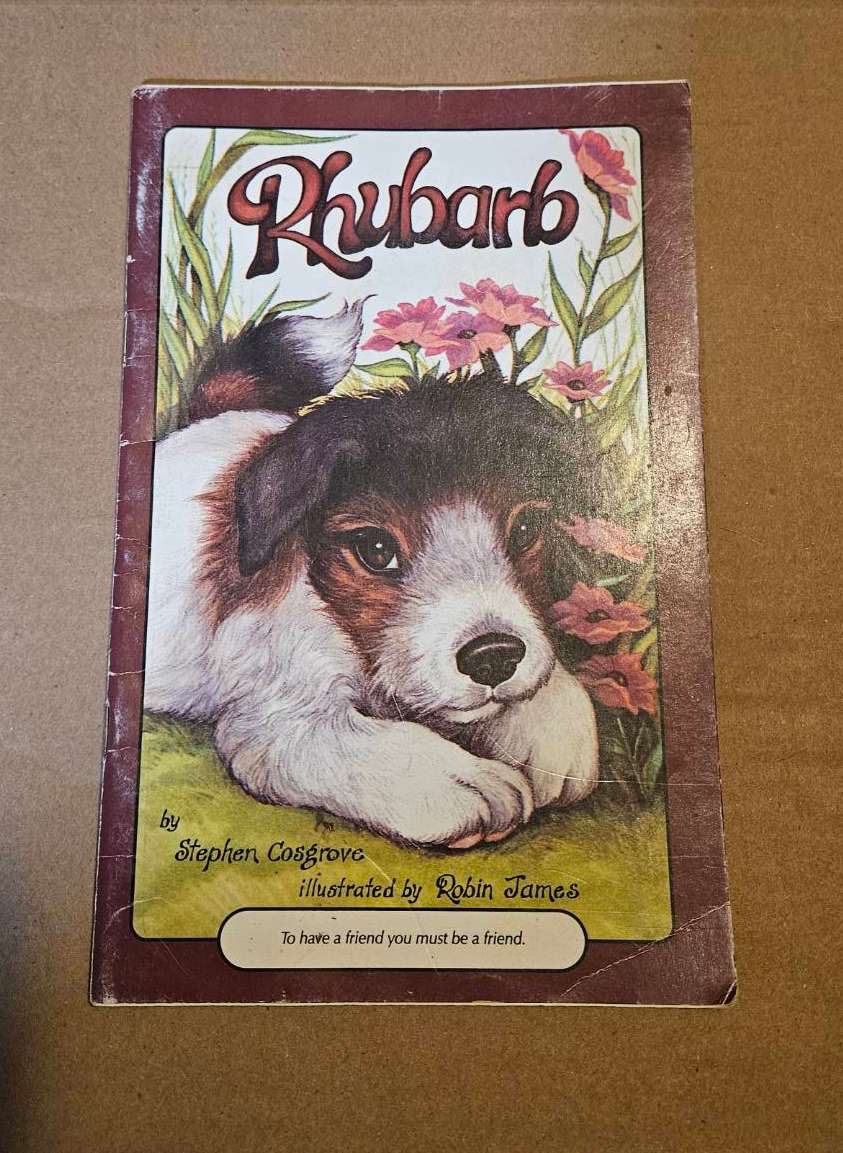 Rhubarb
by
Stephen Cosgrove
illustrated by Robin James
To have a friend you must be a friend.